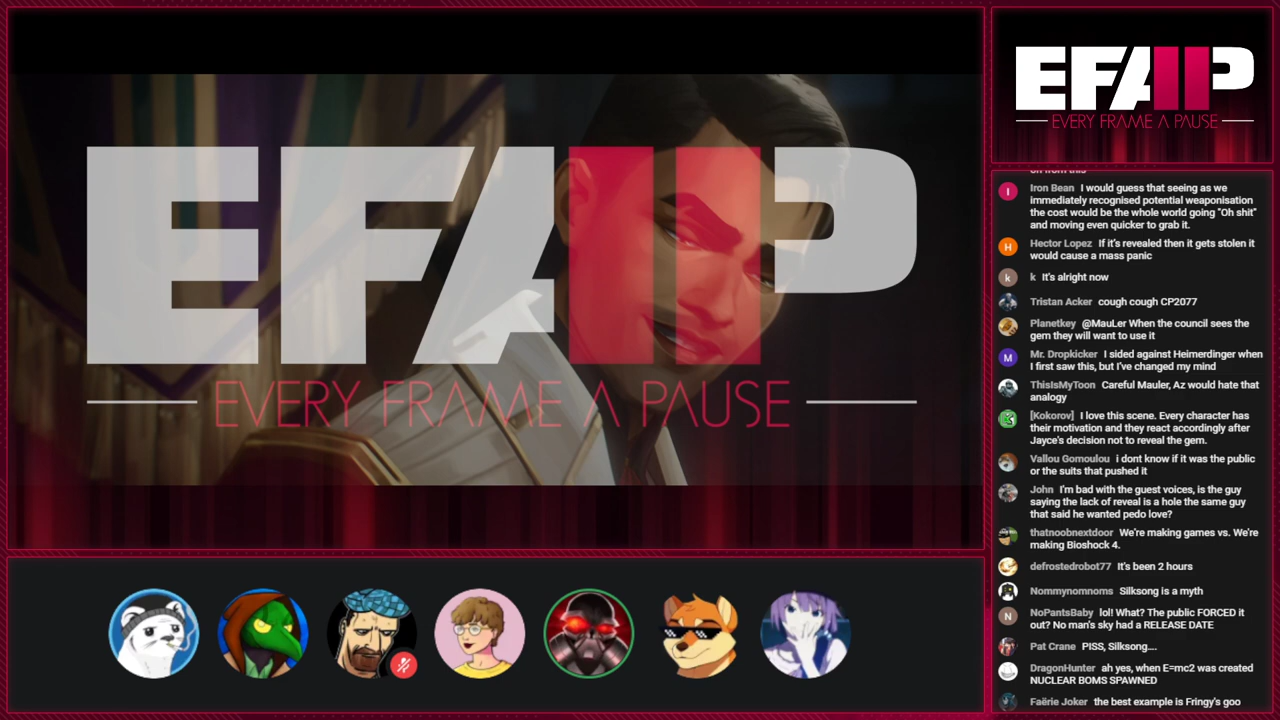 EFAP
EVERY FRAME A PAUSE
EFAP
EVERY FRAME A PAUSE
on from this
Iron Bean I would guess that seeing as we
immediately recognised potential weaponisation
the cost would be the whole world going "Oh shit"
and moving even quicker to grab it.
Hector Lopez If it's revealed then it gets stolen it
would cause a mass panic
k It's alright now
Tristan Acker cough cough CP2077
Planetkey @MauLer When the council sees the
gem they will want to use it
Mr. Dropkicker I sided against Heimerdinger when
I first saw this, but I've changed my mind
ThisIsMyToon Careful Mauler, Az would hate that
analogy
[Kokorov] I love this scene. Every character has
their motivation and they react accordingly after
Jayce's decision not to reveal the gem.
Vallou Gomoulou i dont know if it was the public
or the suits that pushed it
John I'm bad with the guest voices, is the guy
saying the lack of reveal is a hole the same guy
that said he wanted pedo love?
thatnoobnextdoor We're making games vs. We're
making Bioshock 4.
defrostedrobot77 It's been 2 hours
Nommynomnoms Silksong is a myth
NoPantsBaby lol! What? The public FORCED it
out? No man's sky had a RELEASE DATE
Pat Crane PISS, Silksong....
DragonHunter ah yes, when E=mc2 was created
NUCLEAR BOMS SPAWNED
Faërie Joker the best example is Fringy's goo